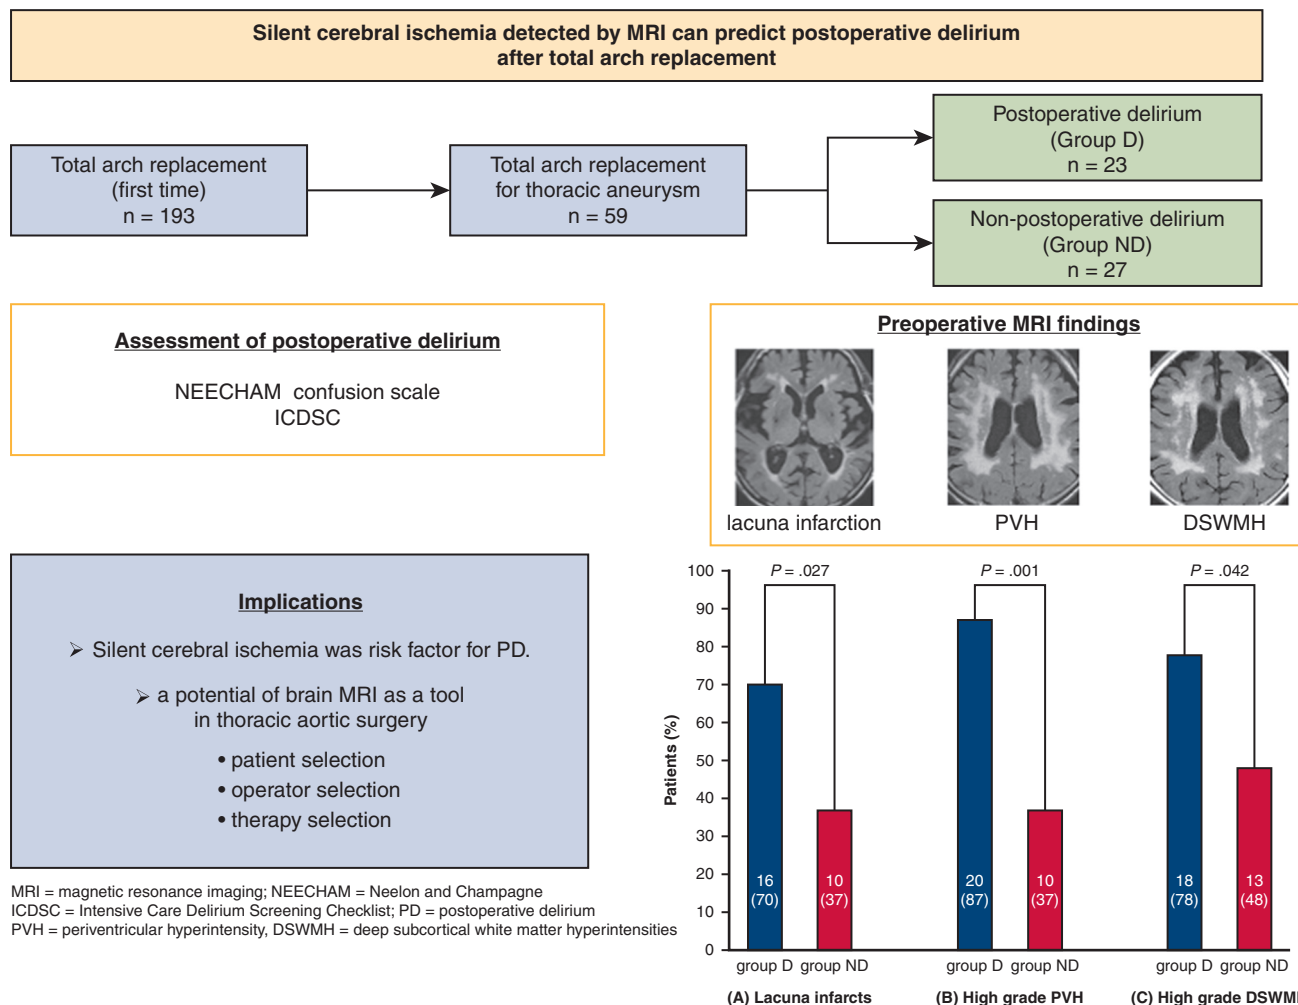 Silent cerebral ischemia detected by MRI can predict postoperative delirium
after total arch replacement
Total arch replacement
(first time)
n = 193
Total arch replacement
for thoracic aneurysm
n = 59
Postoperative delirium
(Group D)
n = 23
Non-postoperative delirium
(Group ND)
n = 27
Assessment of postoperative delirium
NEECHAM confusion scale
ICDSC
Preoperative MRI findings
lacuna infarction
PVH
DSWMH
Implications
➢ Silent cerebral ischemia was risk factor for PD.
➢ a potential of brain MRI as a tool
in thoracic aortic surgery
• patient selection
• operator selection
• therapy selection
MRI = magnetic resonance imaging; NEECHAM = Neelon and Champagne
ICDSC = Intensive Care Delirium Screening Checklist; PD = postoperative delirium
PVH = periventricular hyperintensity, DSWMH = deep subcortical white matter hyperintensities
Patients (%)
100
90
80
70
60
50
40
30
20
10
0
P = .027
16
(70)
10
(37)
group D
group ND
(A) Lacuna infarcts
P = .001
20
(87)
10
(37)
group D
group ND
(B) High grade PVH
P = .042
18
(78)
13
(48)
group D
group ND
(C) High grade DSWMH